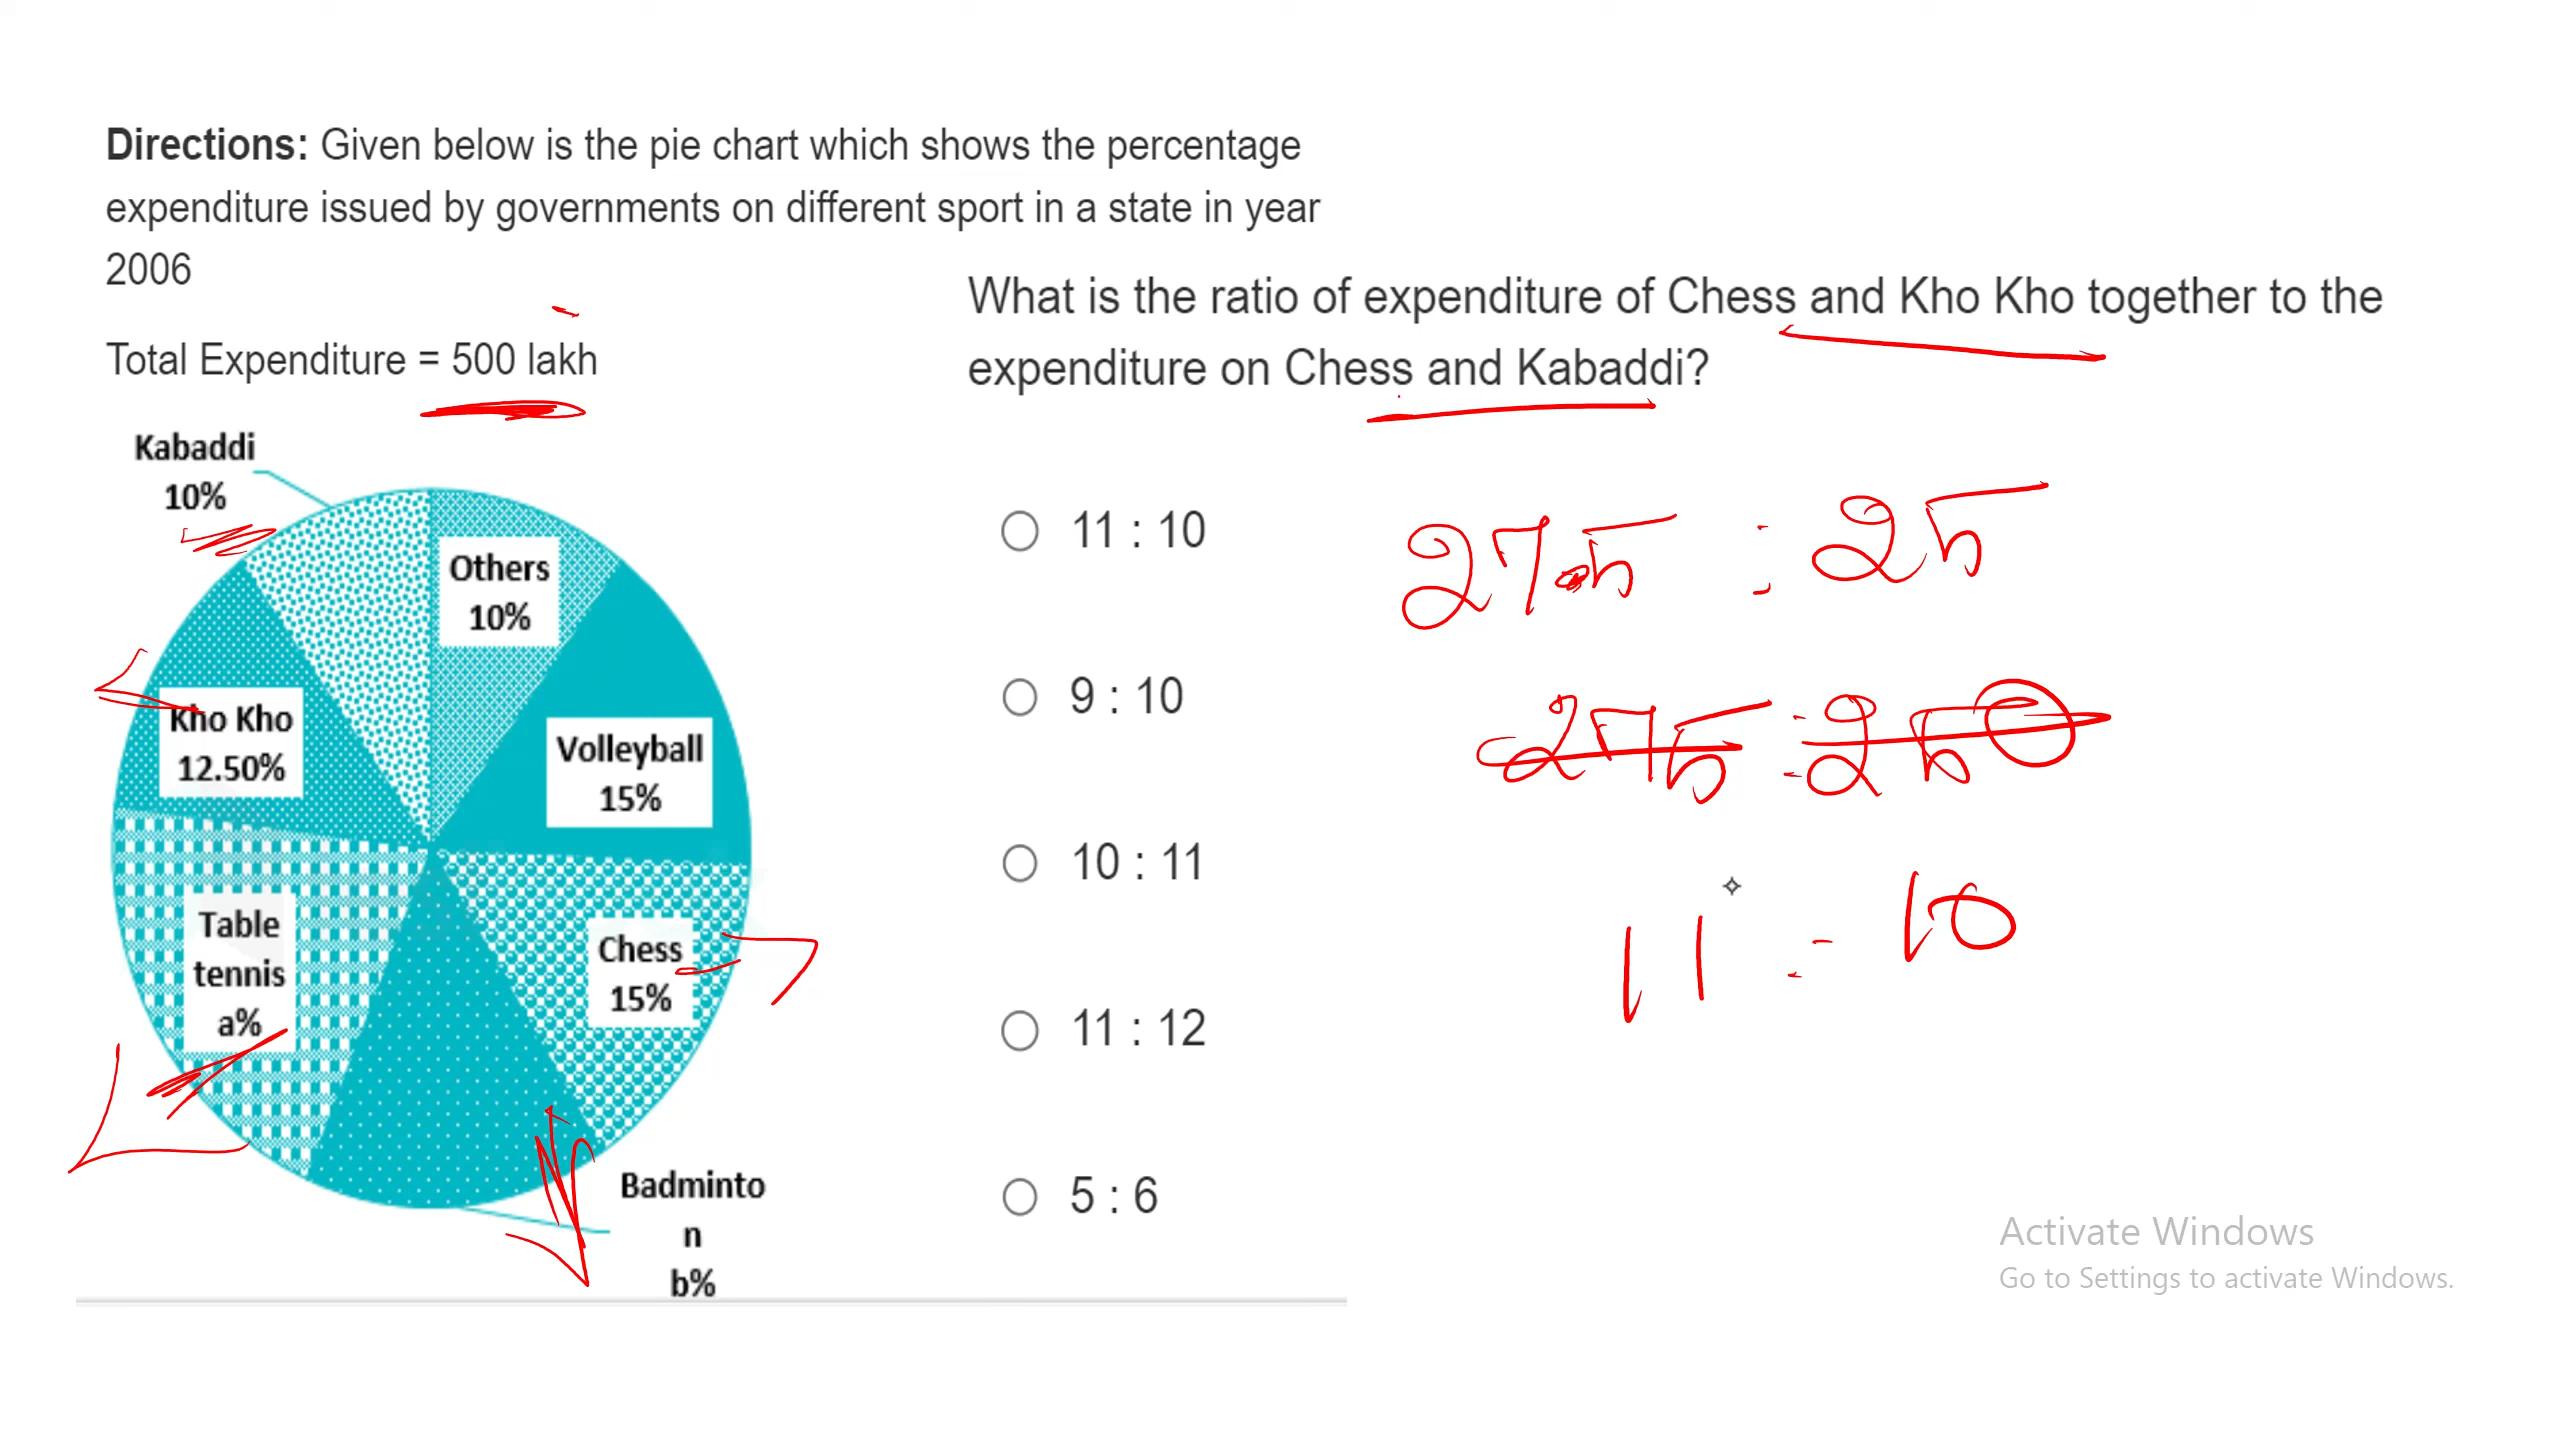 Directions: Given below is the pie chart which shows the percentage
expenditure issued by governments on different sport in a state in year
2006
Total Expenditure = 500 lakh
What is the ratio of expenditure of Chess and Kho Kho together to the
expenditure on Chess and Kabaddi?
Kabaddi
10%
Others
10%
Volleyball
15%
Kho Kho
12.50%
Table
tennis
a%
Chess
15%
Badminto
n
b%
11 : 10
9 : 10
10 : 11
11 : 12
5 : 6
27.5 : 25
275 : 250
11 : 10
Activate Windows
Go to Settings to activate Windows.